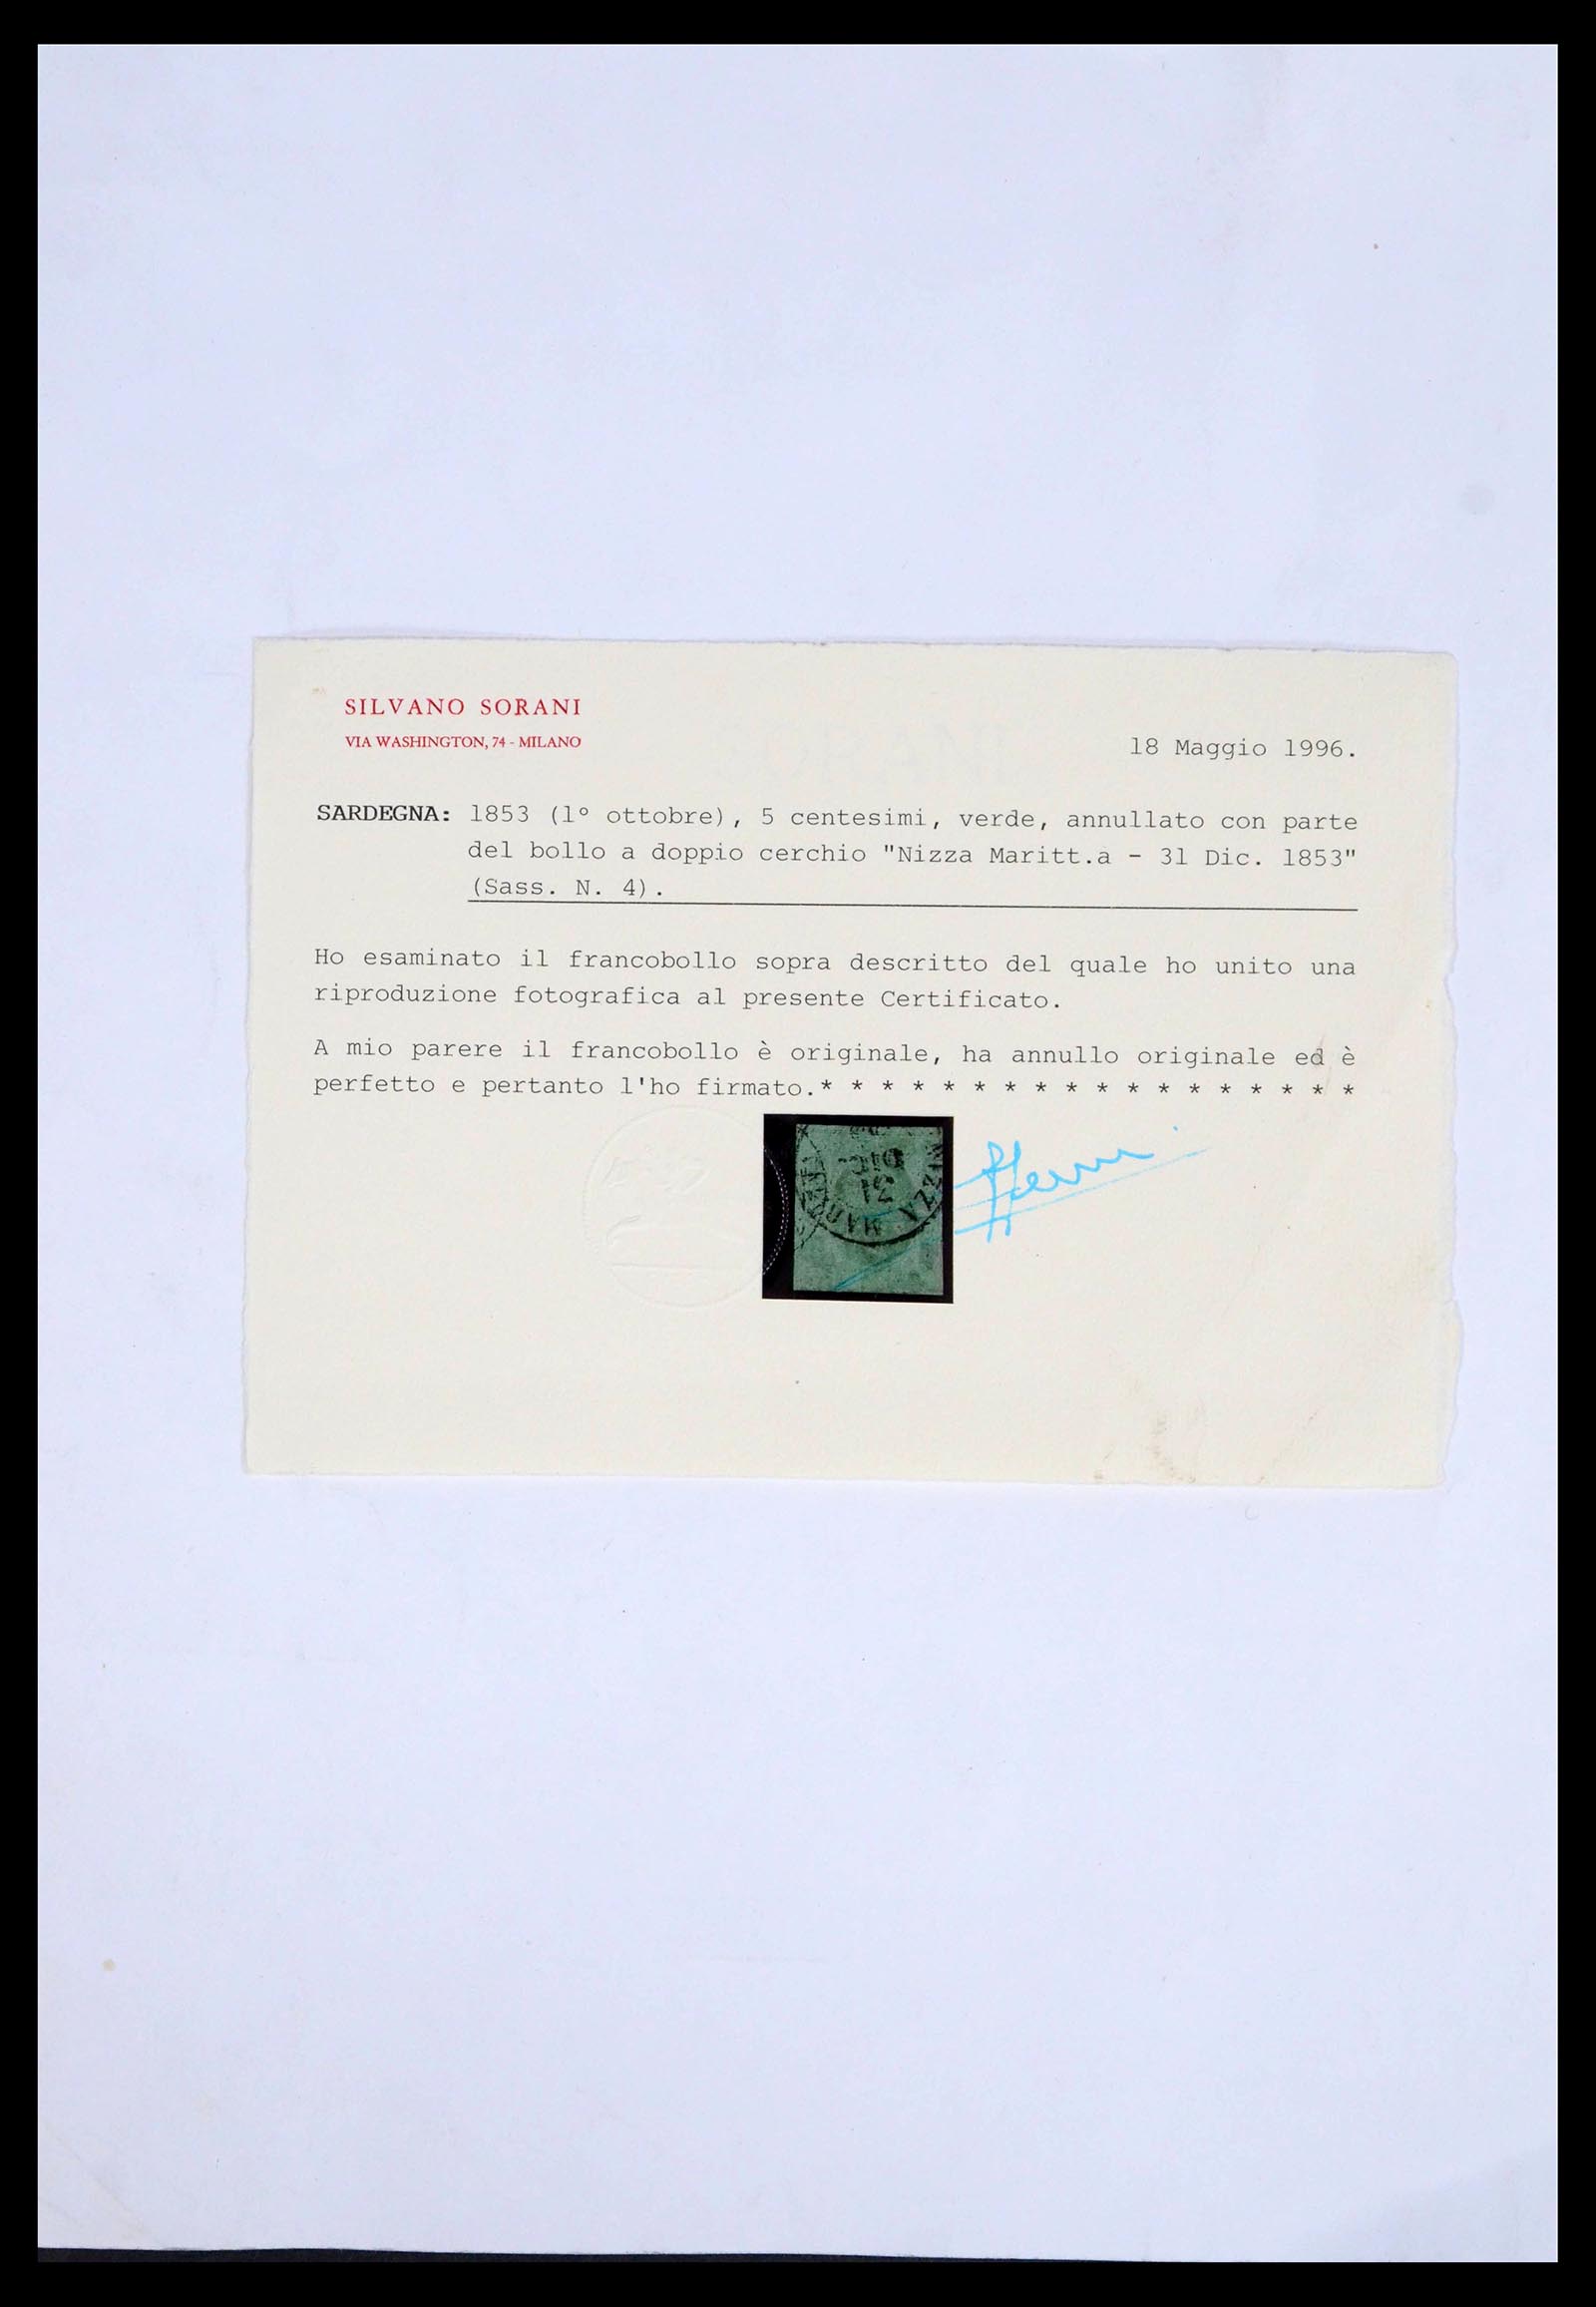 SILVANO SORANI
VIA WASHINGTON, 74 - MILANO
18 Maggio 1996.
SARDEGNA: 1853 (1° ottobre), 5 centesimi, verde, annullato con parte
del bollo a doppio cerchio "Nizza Maritt.a - 31 Dic. 1853"
(Sass. N. 4).
Ho esaminato il francobollo sopra descritto del quale ho unito una
riproduzione fotografica al presente Certificato.
A mio parere il francobollo è originale, ha annullo originale ed è
perfetto e pertanto l'ho firmato.* * * * * * * * * * * * * * * * * *
DIC
31
NIZZA